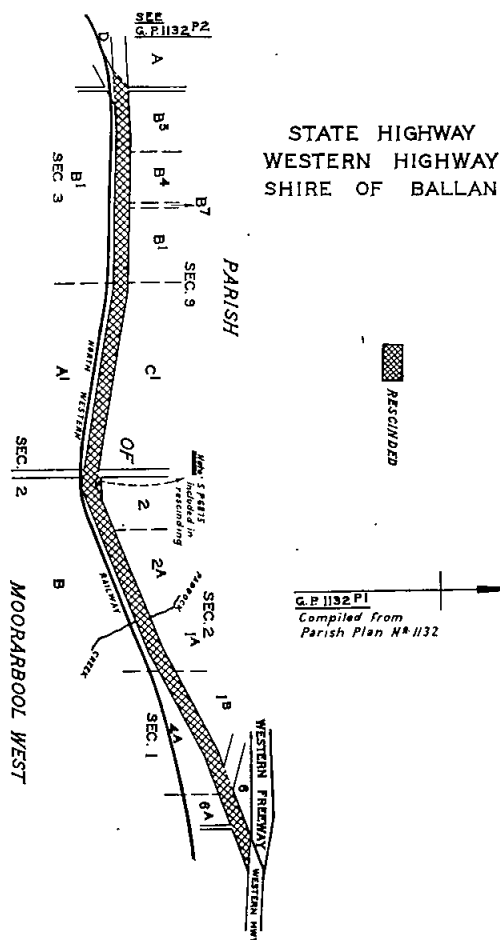 SEE
G.P. 1132 P2
STATE HIGHWAY
WESTERN HIGHWAY
SHIRE OF BALLAN
D
A
B⁵
B⁴
B⁷
B¹
SEC. 9
B¹
SEC. 3
PARISH
OF
MOORARBOOL WEST
RESCINDED
NORTH WESTERN
RAILWAY
A¹
C¹
SEC. 2
Note: S.P.6815
included in
rescinding
2
2A
B
PADDOCK
CREEK
SEC. 2
1A
1B
SEC. 1
4A
6
6A
G.P. 1132 P1
Compiled from
Parish Plan Nº 1132
WESTERN FREEWAY
WESTERN HWY